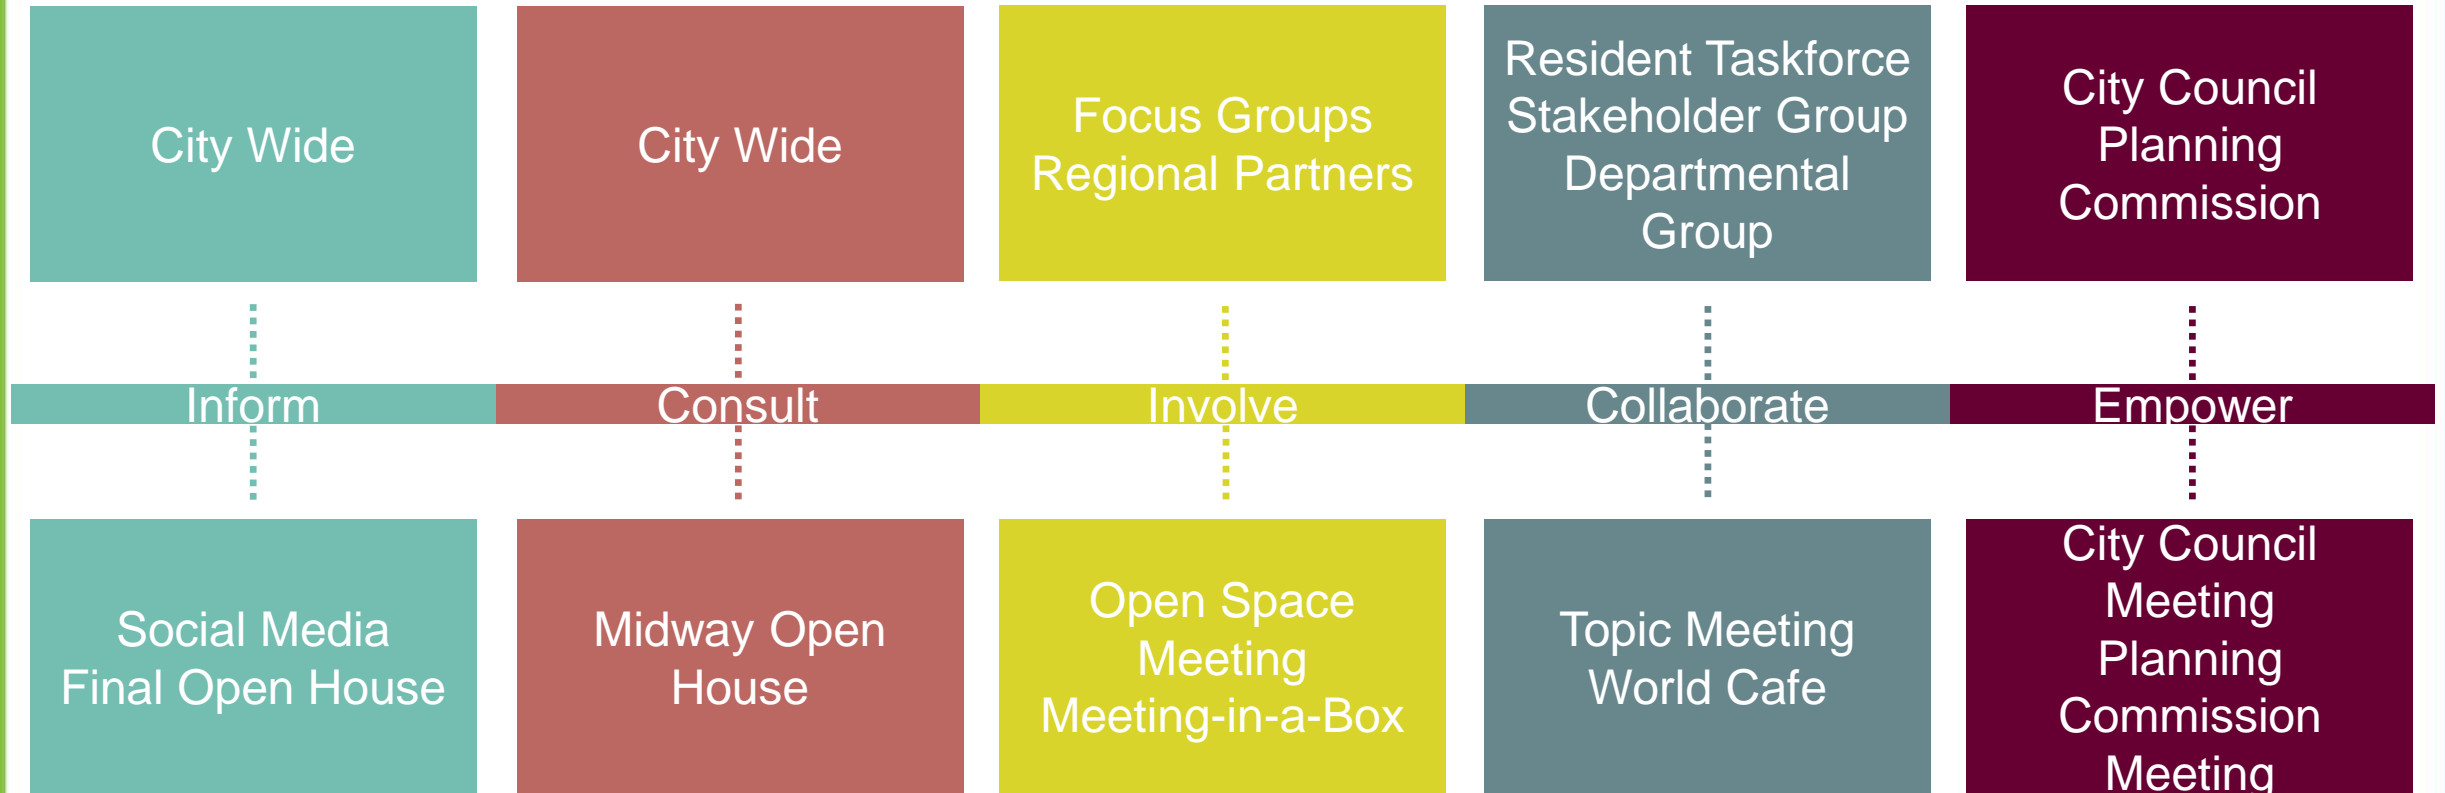 City Wide
City Wide
Focus Groups
Regional Partners
Resident Taskforce
Stakeholder Group
Departmental
Group
City Council
Planning
Commission
Inform
Consult
Involve
Collaborate
Empower
Social Media
Final Open House
Midway Open
House
Open Space
Meeting
Meeting-in-a-Box
Topic Meeting
World Cafe
City Council
Meeting
Planning
Commission
Meeting